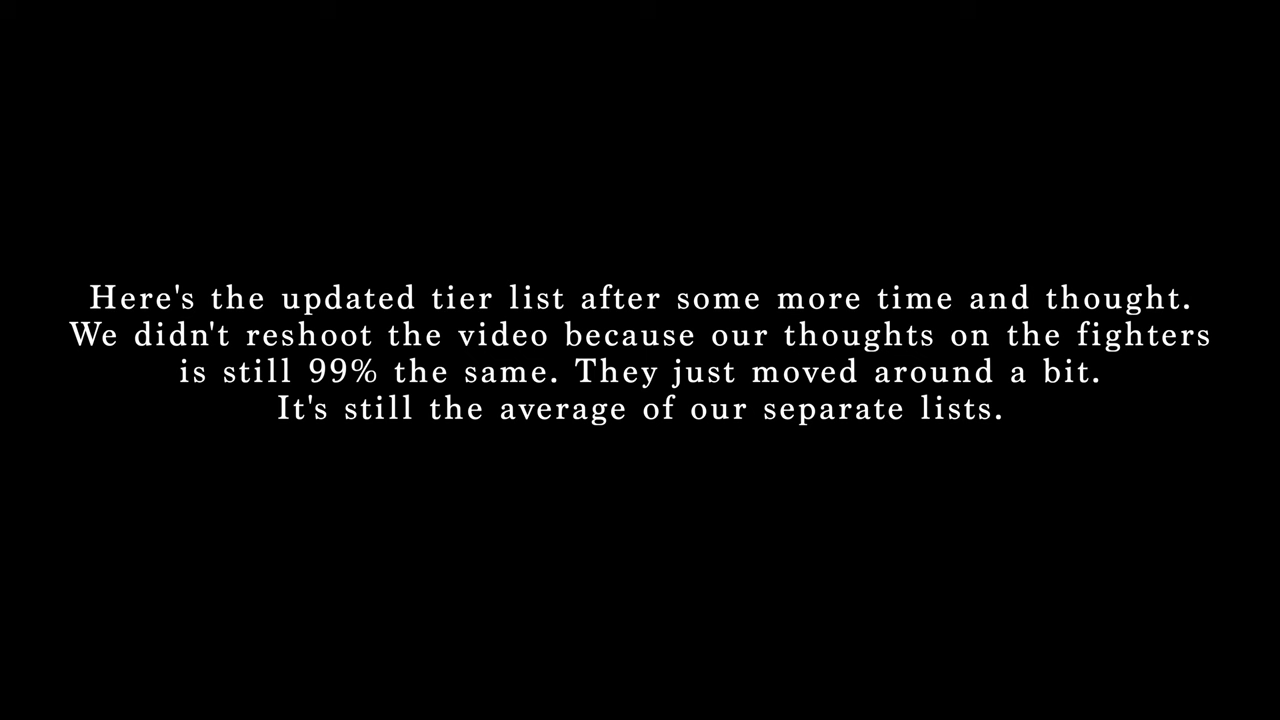 Here's the updated tier list after some more time and thought.
We didn't reshoot the video because our thoughts on the fighters
is still 99% the same. They just moved around a bit.
It's still the average of our separate lists.